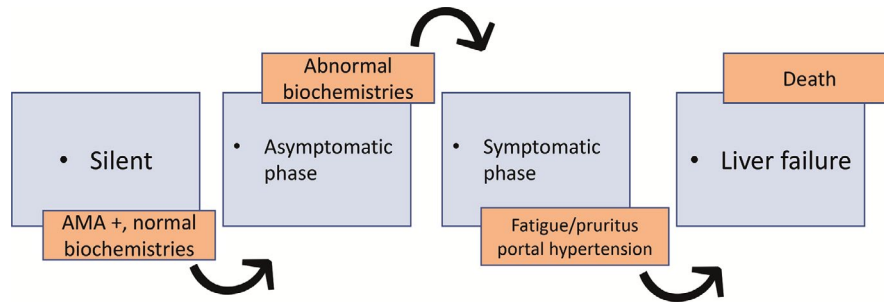 • Silent
AMA +, normal
biochemistries
• Asymptomatic
phase
Abnormal
biochemistries
• Symptomatic
phase
Fatigue/pruritus
portal hypertension
• Liver failure
Death